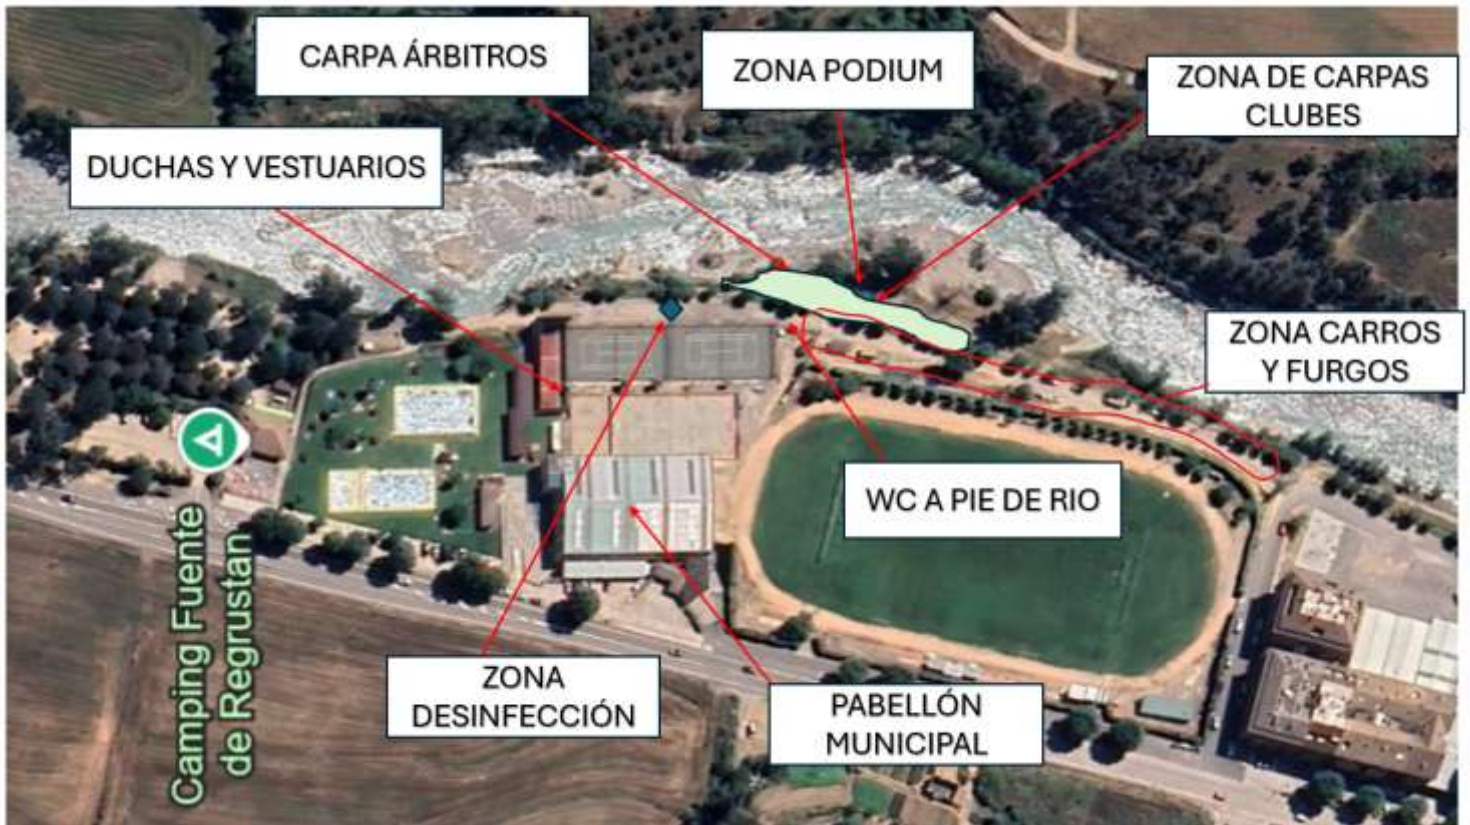 CARPA ÁRBITROS
ZONA PODIUM
ZONA DE CARPAS
CLUBES
DUCHAS Y VESTUARIOS
ZONA CARROS
Y FURGOS
WC A PIE DE RIO
Camping Fuente
de Regrustan
ZONA
DESINFECCIÓN
PABELLÓN
MUNICIPAL